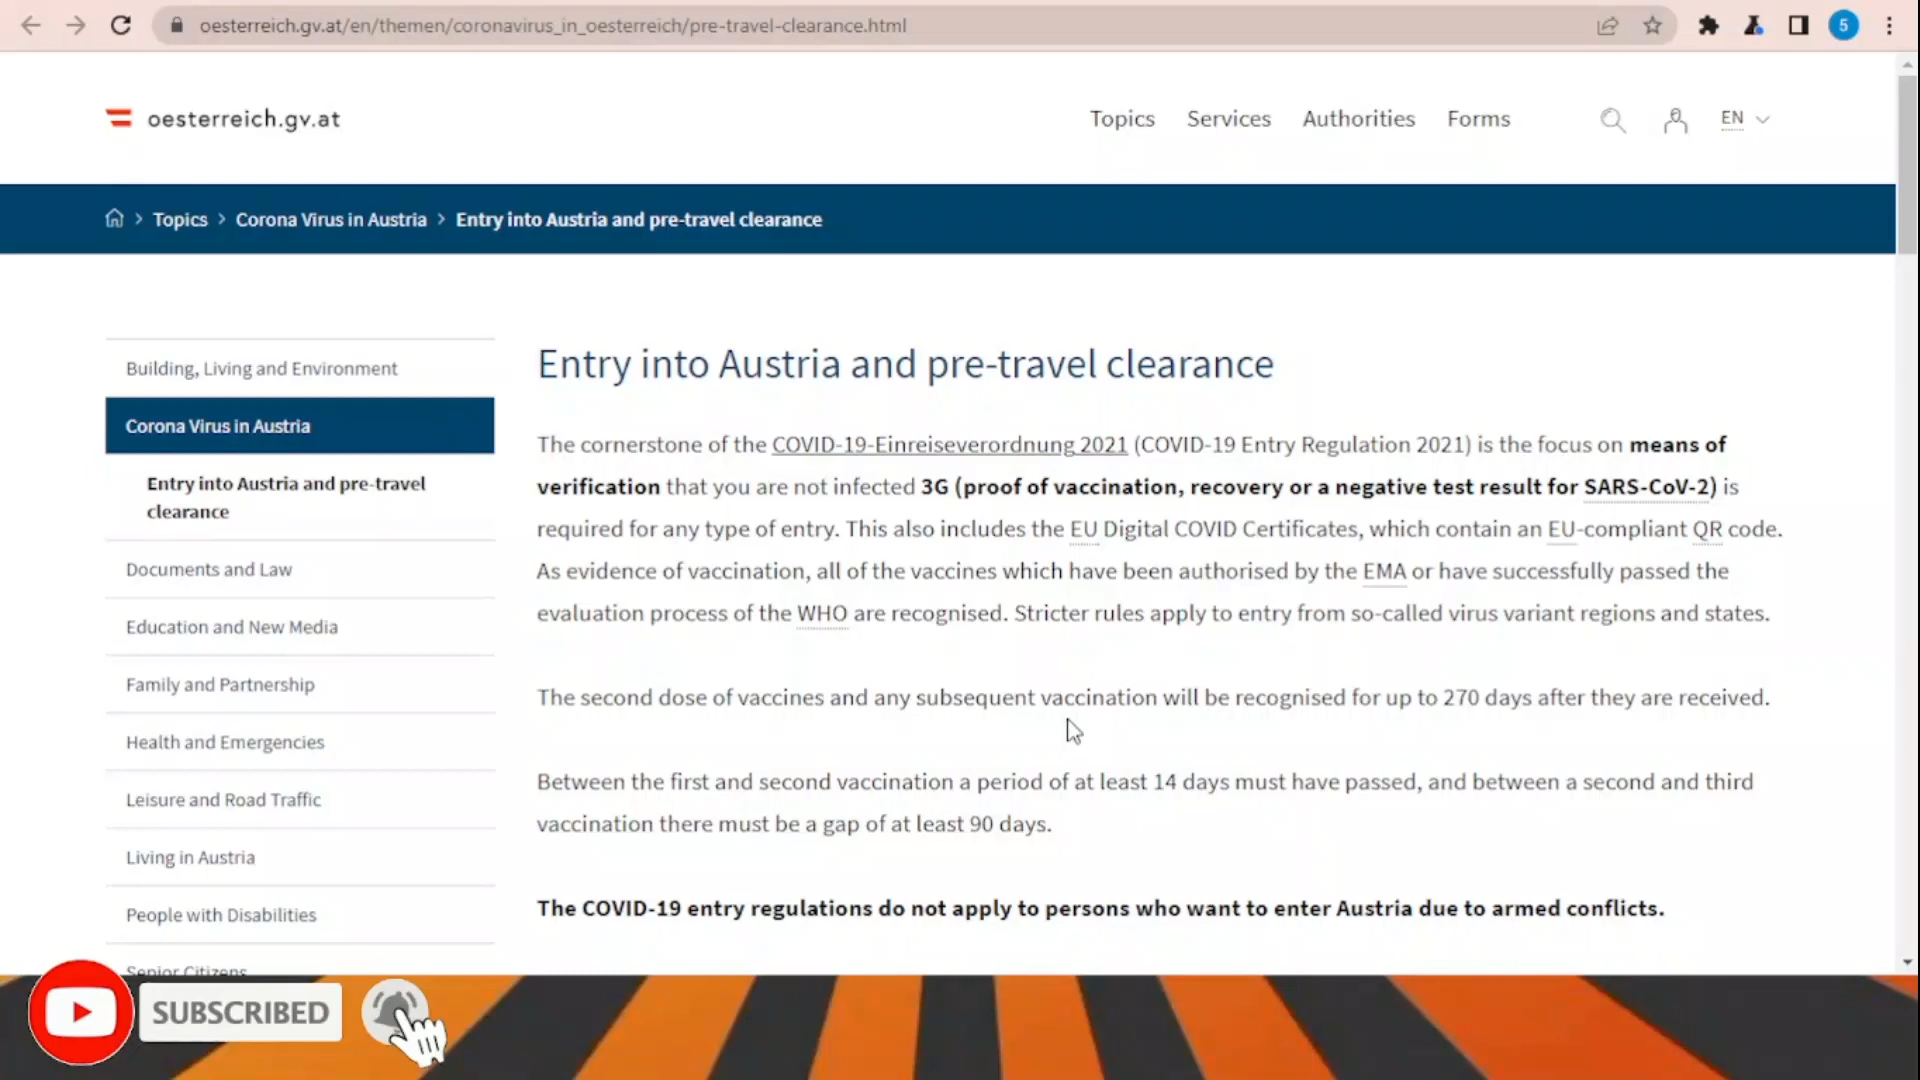 oesterreich.gv.at/en/themen/coronavirus_in_oesterreich/pre-travel-clearance.html
5
oesterreich.gv.at
Topics Services Authorities Forms
EN
Topics > Corona Virus in Austria > Entry into Austria and pre-travel clearance
Building, Living and Environment
Corona Virus in Austria
Entry into Austria and pre-travel
clearance
Documents and Law
Education and New Media
Family and Partnership
Health and Emergencies
Leisure and Road Traffic
Living in Austria
People with Disabilities
Senior Citizens
Entry into Austria and pre-travel clearance
The cornerstone of the COVID-19-Einreiseverordnung 2021 (COVID-19 Entry Regulation 2021) is the focus on means of
verification that you are not infected 3G (proof of vaccination, recovery or a negative test result for SARS-CoV-2) is
required for any type of entry. This also includes the EU Digital COVID Certificates, which contain an EU-compliant QR code.
As evidence of vaccination, all of the vaccines which have been authorised by the EMA or have successfully passed the
evaluation process of the WHO are recognised. Stricter rules apply to entry from so-called virus variant regions and states.
The second dose of vaccines and any subsequent vaccination will be recognised for up to 270 days after they are received.
Between the first and second vaccination a period of at least 14 days must have passed, and between a second and third
vaccination there must be a gap of at least 90 days.
The COVID-19 entry regulations do not apply to persons who want to enter Austria due to armed conflicts.
SUBSCRIBED